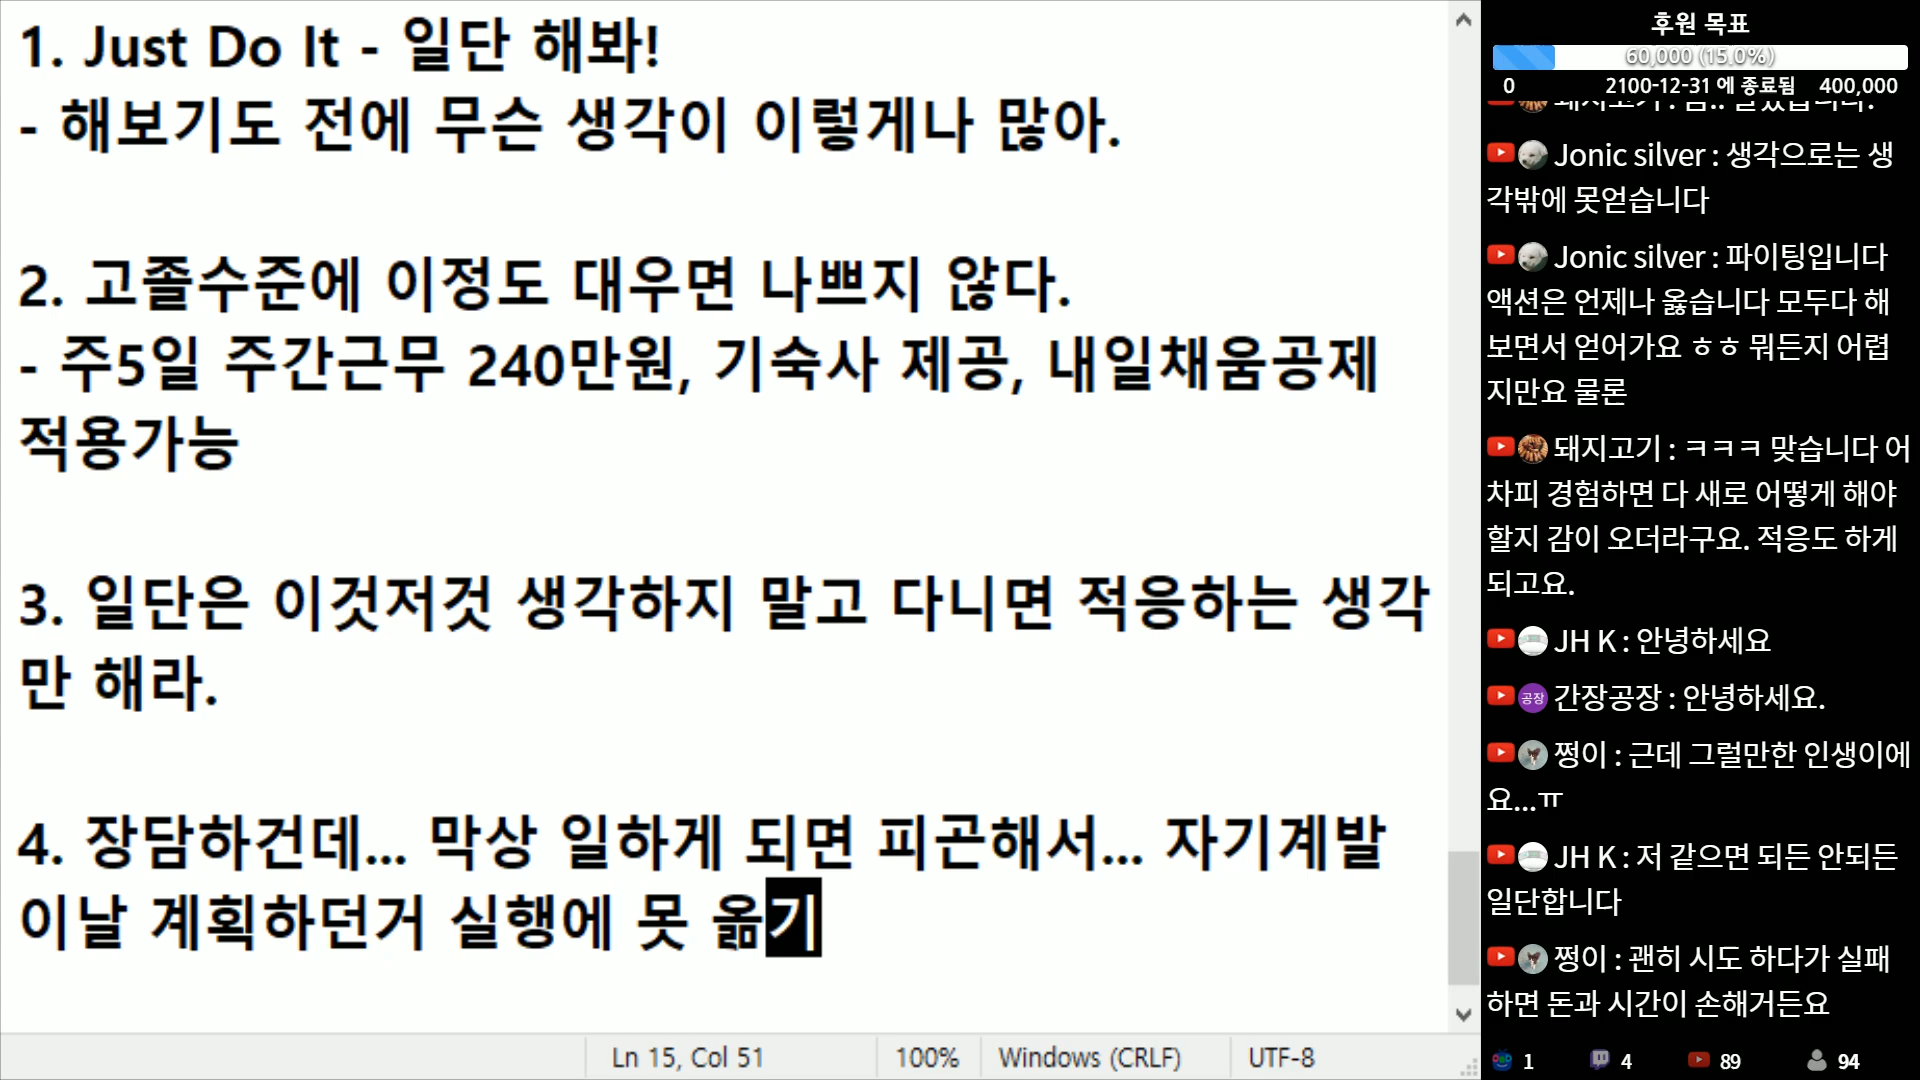 1. Just Do It - 일단 해봐!
- 해보기도 전에 무슨 생각이 이렇게나 많아.
2. 고졸수준에 이정도 대우면 나쁘지 않다.
- 주5일 주간근무 240만원, 기숙사 제공, 내일채움공제
적용가능
3. 일단은 이것저것 생각하지 말고 다니면 적응하는 생각
만 해라.
4. 장담하건데... 막상 일하게 되면 피곤해서... 자기계발
이날 계획하던거 실행에 못 옮기
Ln 15, Col 51
100%
Windows (CRLF)
UTF-8
후원 목표
60,000 (15.0%)
0 2100-12-31 에 종료됨 400,000
Jonic silver : 생각으로는 생
각밖에 못얻습니다
Jonic silver : 파이팅입니다
액션은 언제나 옳습니다 모두다 해
보면서 얻어가요 ㅎㅎ 뭐든지 어렵
지만요 물론
돼지고기 : ㅋㅋㅋ 맞습니다 어
차피 경험하면 다 새로 어떻게 해야
할지 감이 오더라구요. 적응도 하게
되고요.
JH K : 안녕하세요
공장 간장공장 : 안녕하세요.
쩡이 : 근데 그럴만한 인생이에
요...ㅠ
JH K : 저 같으면 되든 안되든
일단합니다
쩡이 : 괜히 시도 하다가 실패
하면 돈과 시간이 손해거든요
1 4 89 94